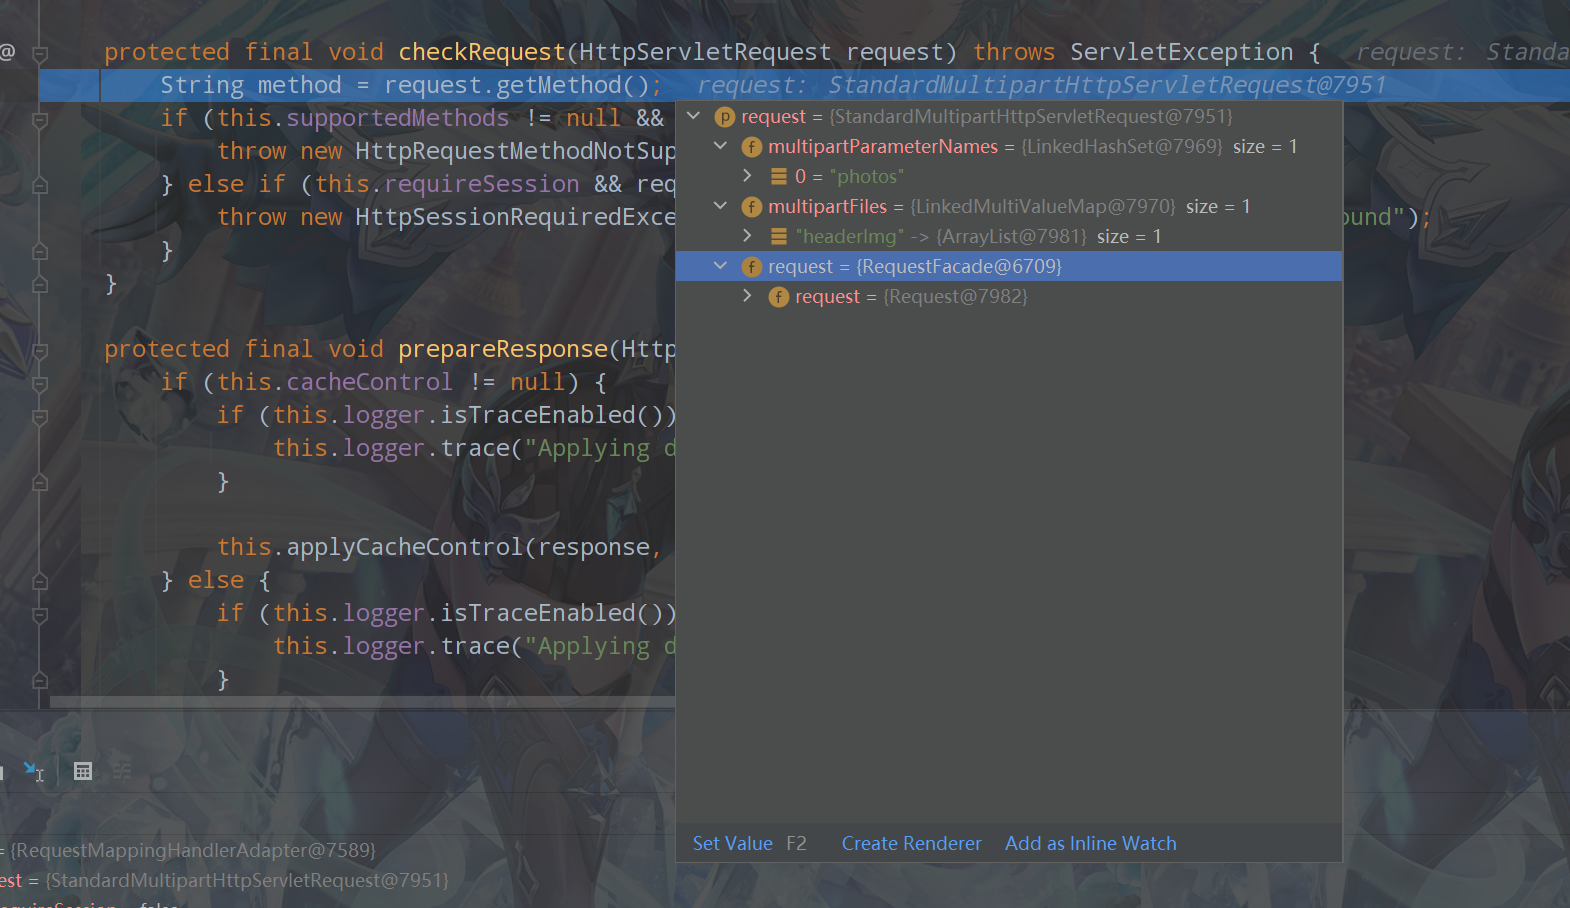 @ protected final void checkRequest(HttpServletRequest request) throws ServletException {   request: Standa
String method = request.getMethod();   request: StandardMultipartHttpServletRequest@7951
if (this.supportedMethods != null &&
throw new HttpRequestMethodNotSup
} else if (this.requireSession && req
throw new HttpSessionRequiredExce
ound");
}
}
protected final void prepareResponse(Http
if (this.cacheControl != null) {
if (this.logger.isTraceEnabled())
this.logger.trace("Applying d
}
this.applyCacheControl(response,
} else {
if (this.logger.isTraceEnabled())
this.logger.trace("Applying d
}
p request = {StandardMultipartHttpServletRequest@7951}
f multipartParameterNames = {LinkedHashSet@7969} size = 1
0 = "photos"
f multipartFiles = {LinkedMultiValueMap@7970} size = 1
"headerImg" -> {ArrayList@7981} size = 1
f request = {RequestFacade@6709}
f request = {Request@7982}
Set Value F2 Create Renderer Add as Inline Watch
= {RequestMappingHandlerAdapter@7589}
est = {StandardMultipartHttpServletRequest@7951}